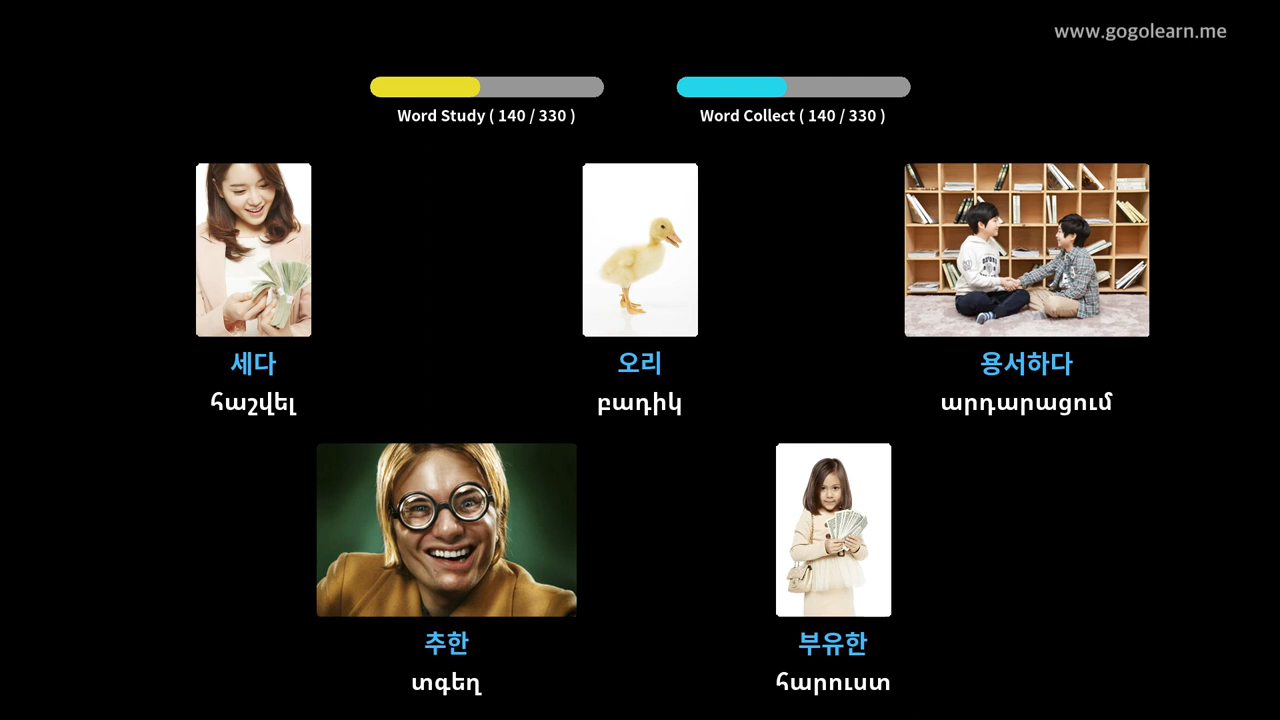 www.gogolearn.me
Word Study ( 140 / 330 )
Word Collect ( 140 / 330 )
세다
հաշվել
오리
բադիկ
용서하다
արդարացում
추한
տգեղ
부유한
հարուստ